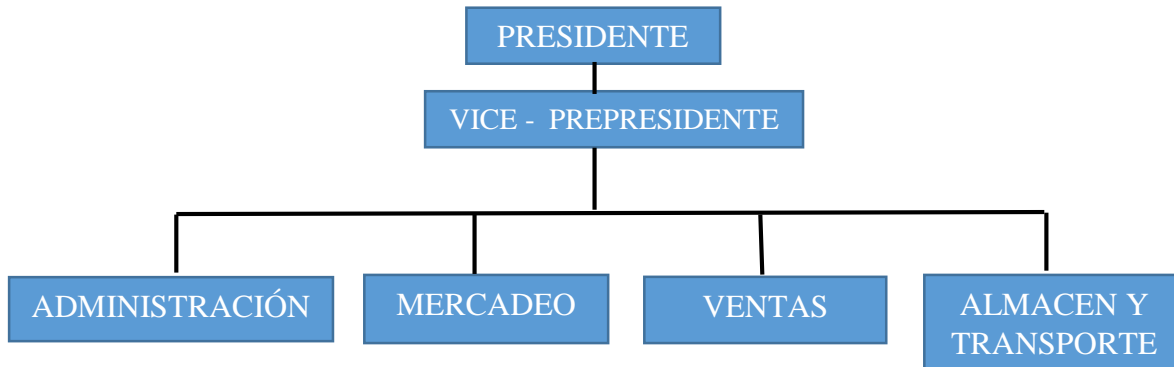 PRESIDENTE
VICE - PREPRESIDENTE
ADMINISTRACIÓN
MERCADEO
VENTAS
ALMACEN Y
TRANSPORTE